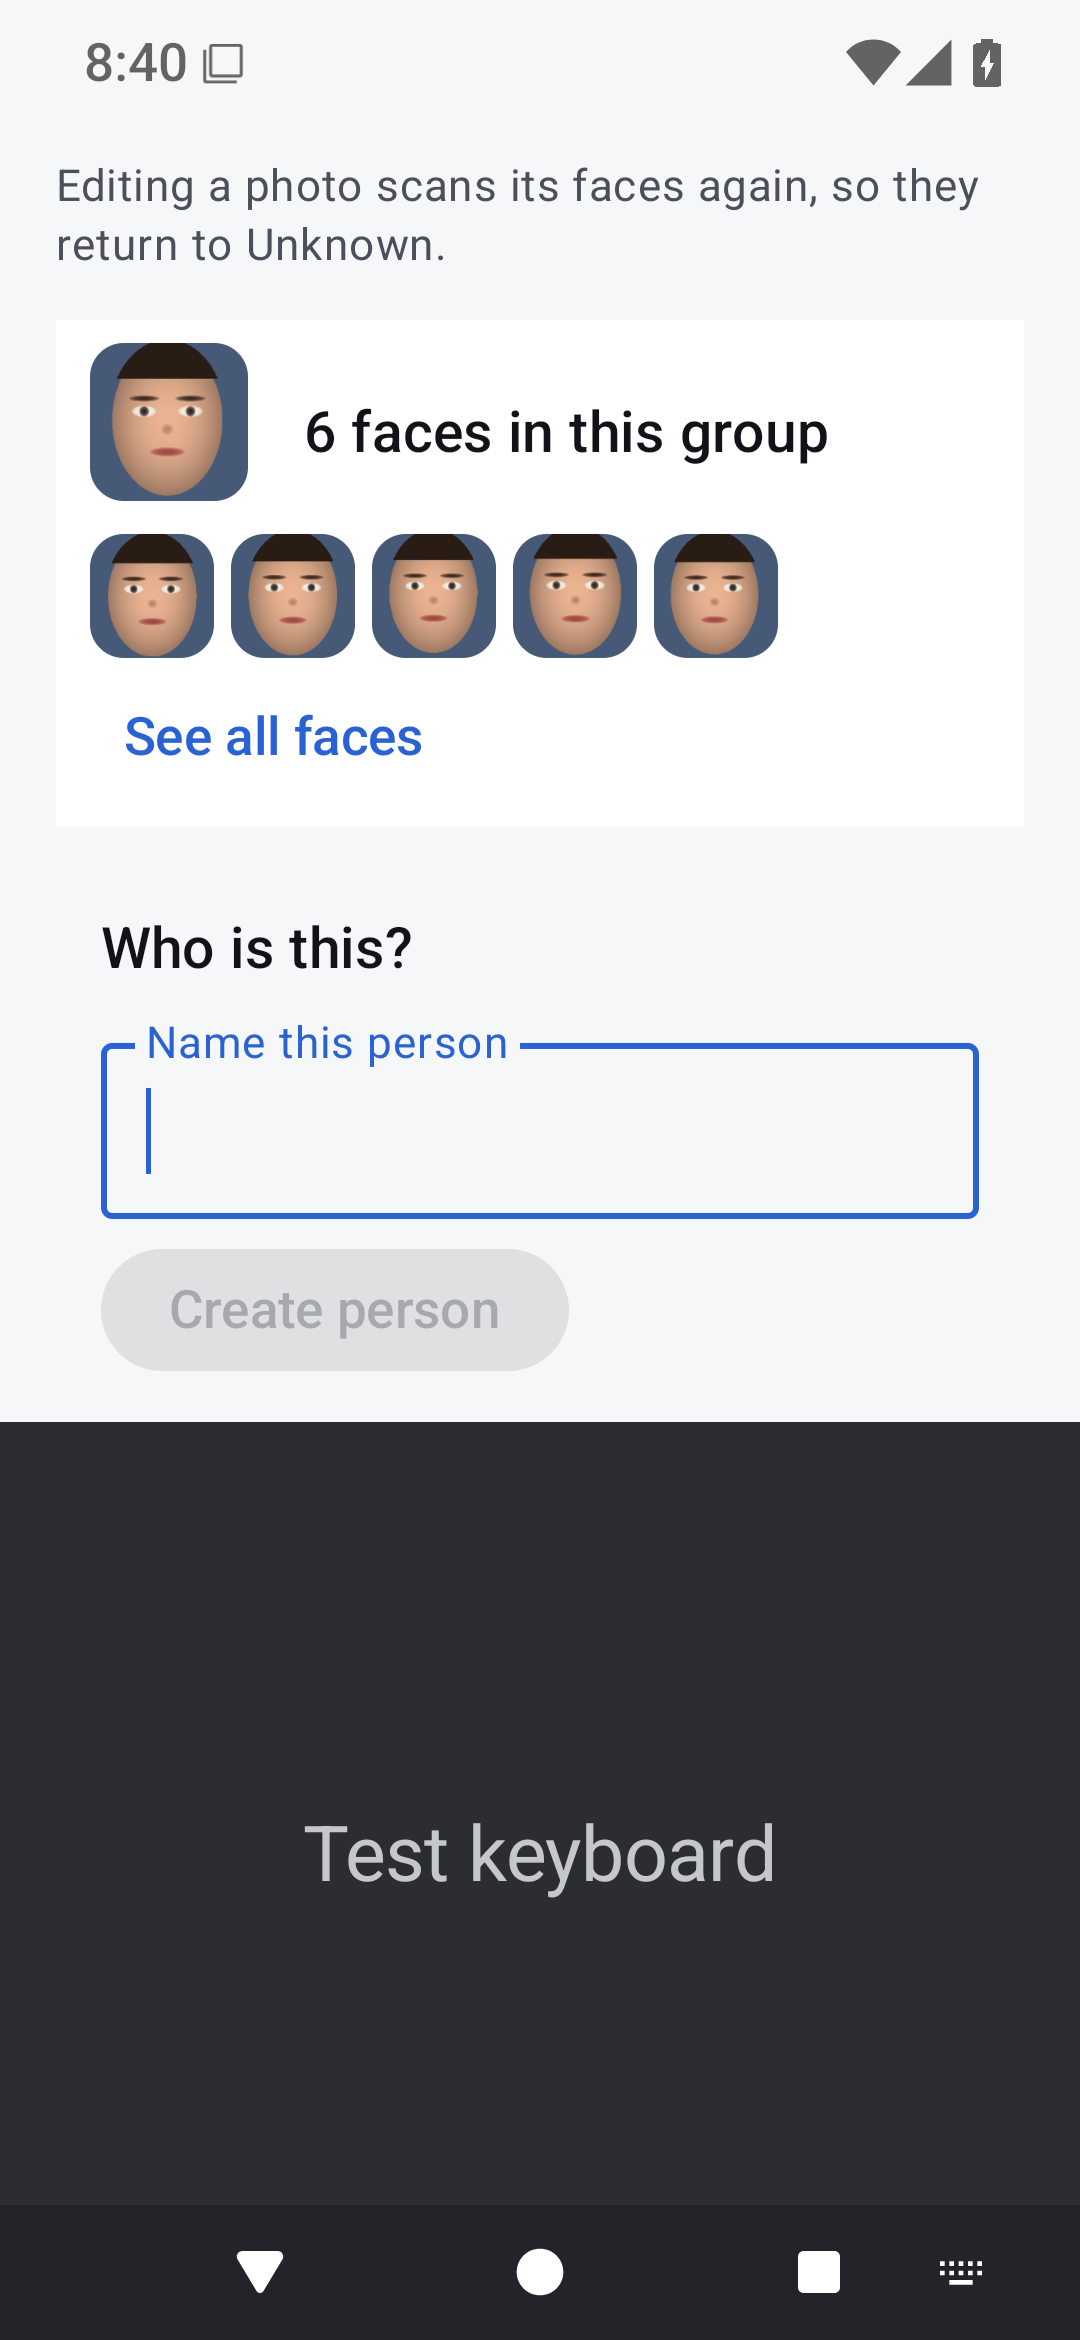 8:40
Editing a photo scans its faces again, so they
return to Unknown.
6 faces in this group
See all faces
Who is this?
Name this person
Create person
Test keyboard